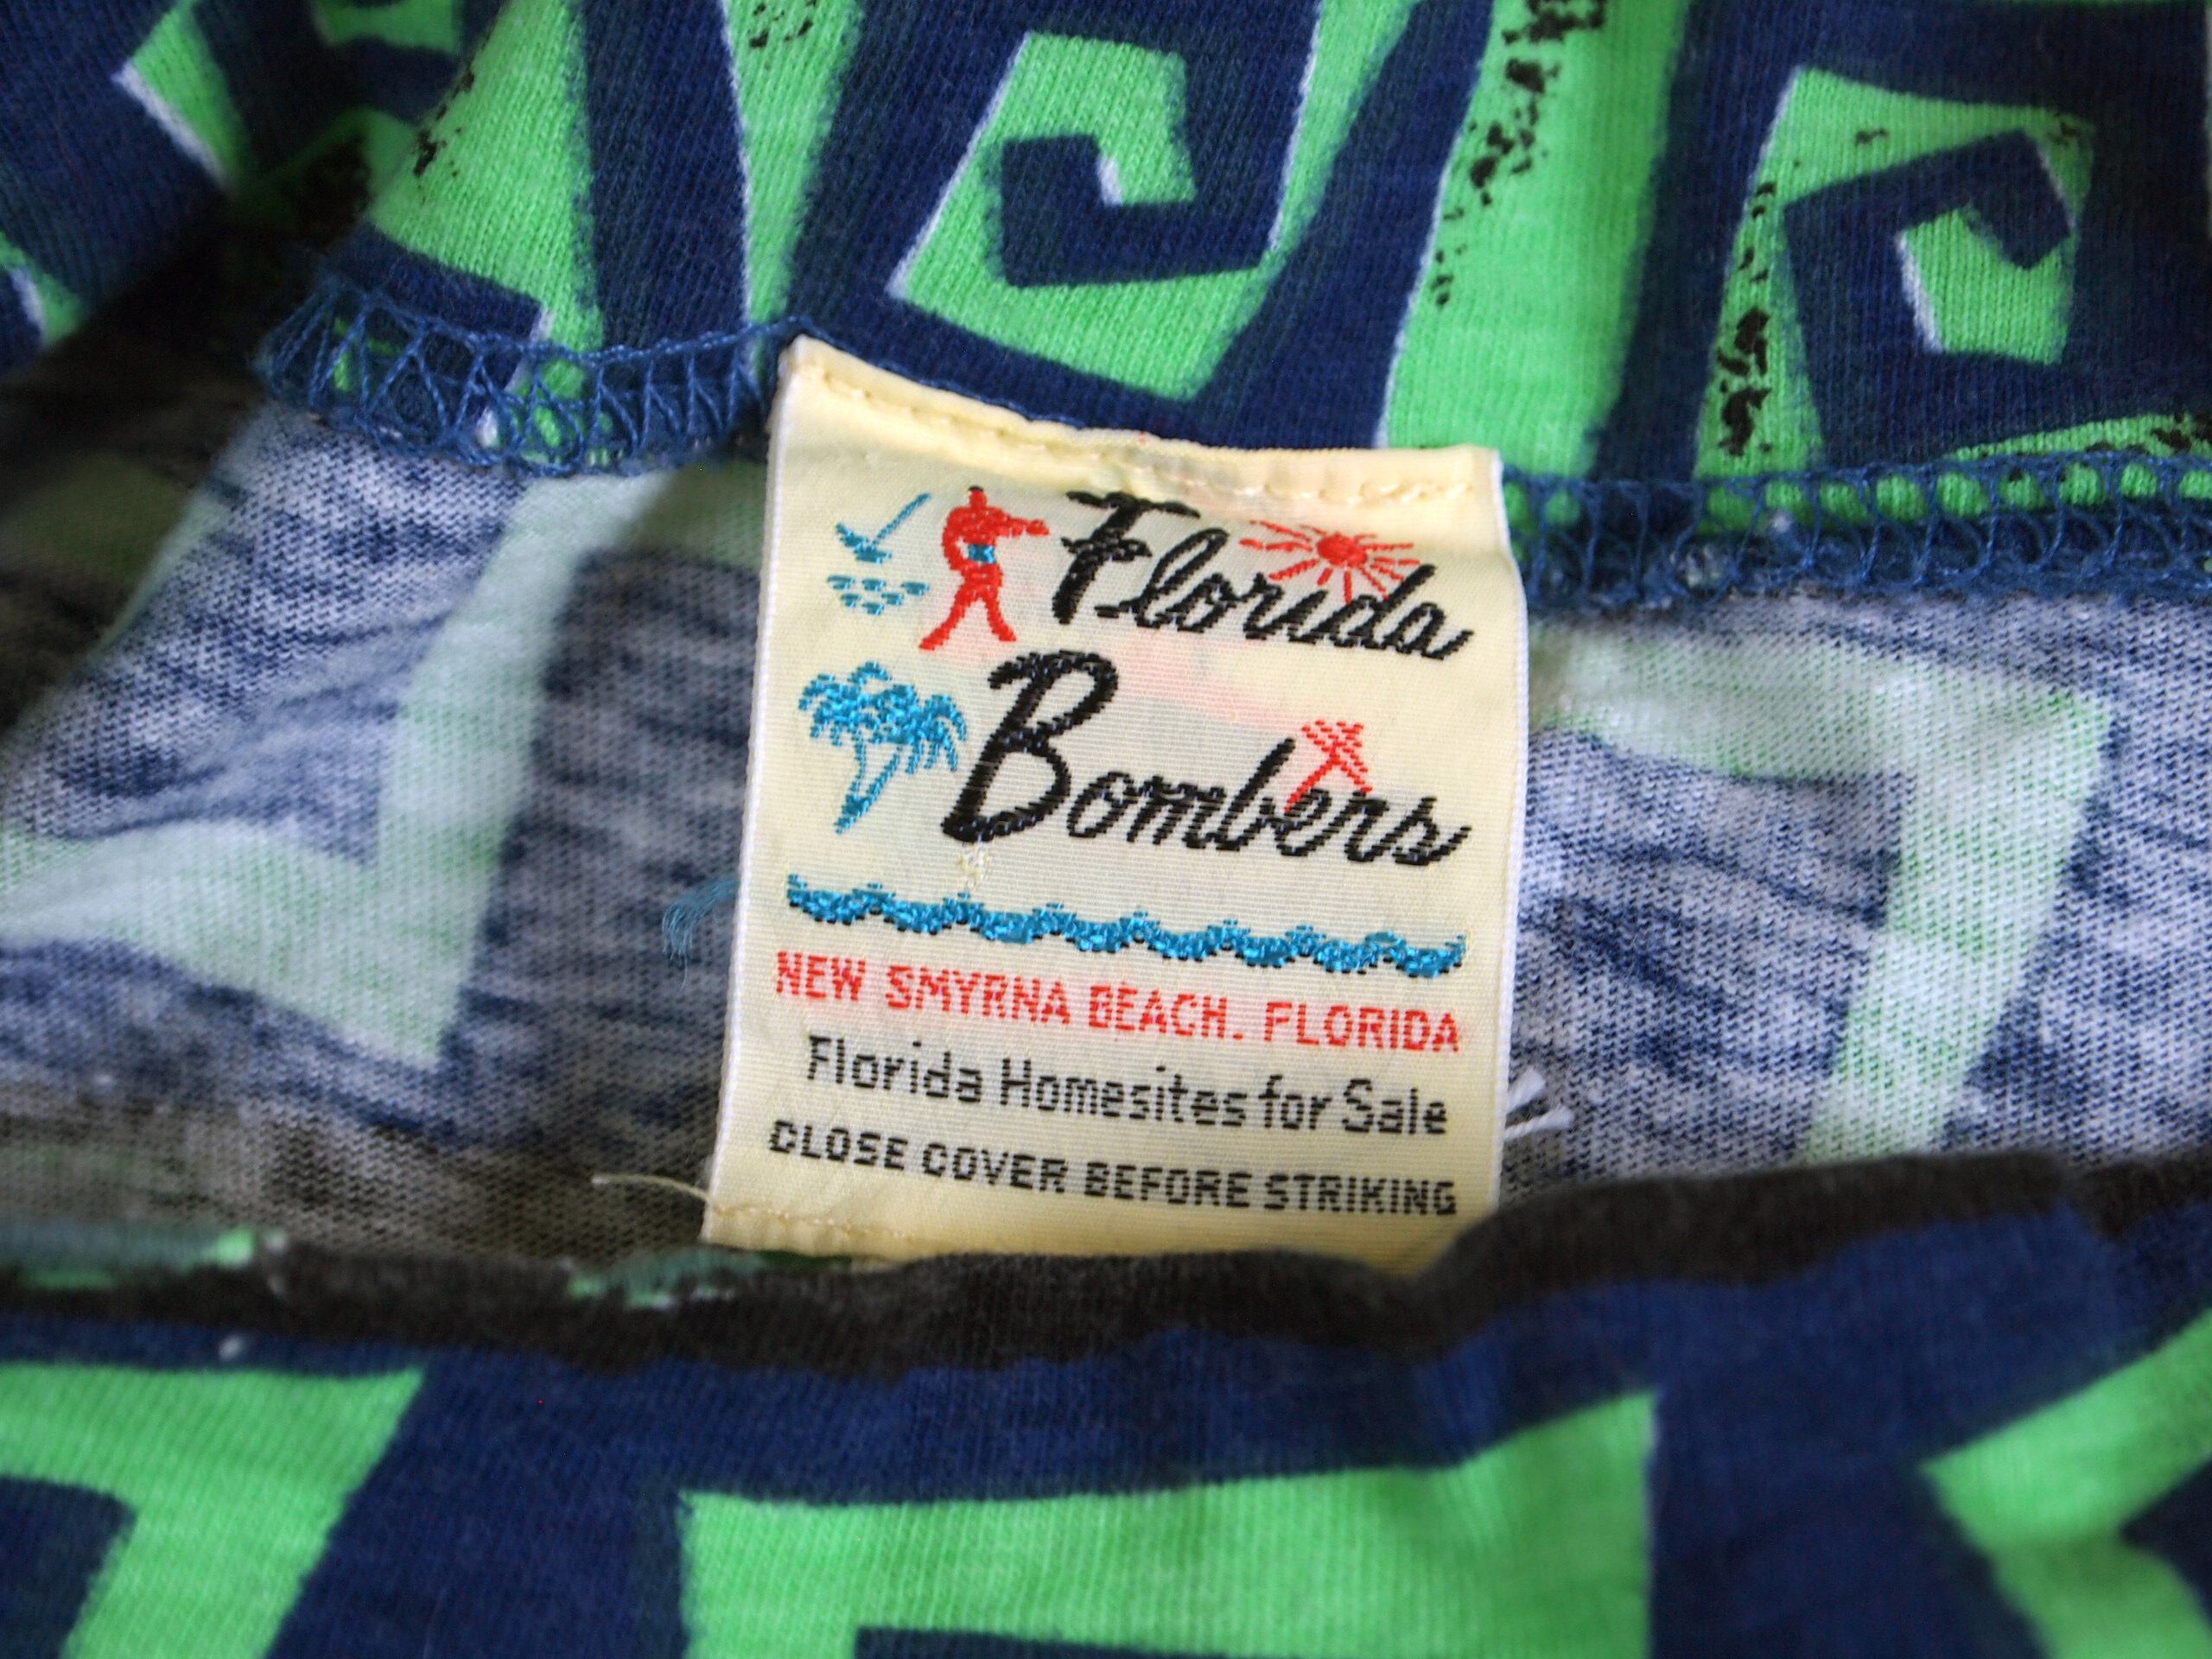 Florida
Bombers
NEW SMYRNA BEACH. FLORIDA
Florida Homesites for Sale
CLOSE COVER BEFORE STRIKING